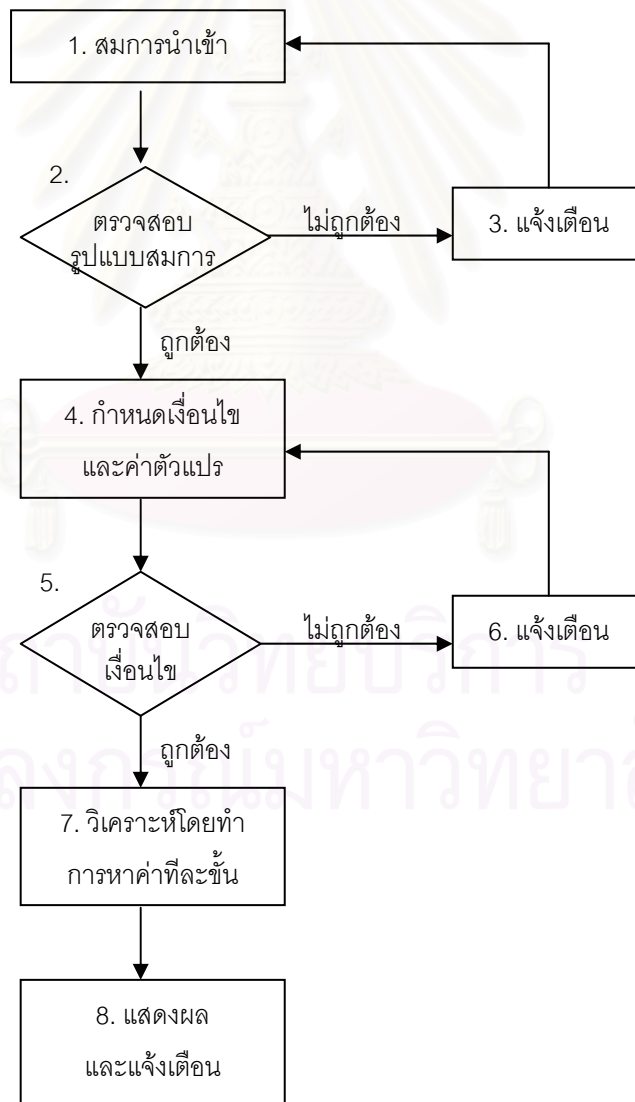 1. สมการนำเข้า
2.
ตรวจสอบ
รูปแบบสมการ
ไม่ถูกต้อง
3. แจ้งเตือน
ถูกต้อง
4. กำหนดเงื่อนไข
และค่าตัวแปร
5.
ตรวจสอบ
เงื่อนไข
ไม่ถูกต้อง
6. แจ้งเตือน
ถูกต้อง
7. วิเคราะห์โดยทำ
การหาค่าทีละขั้น
8. แสดงผล
และแจ้งเตือน